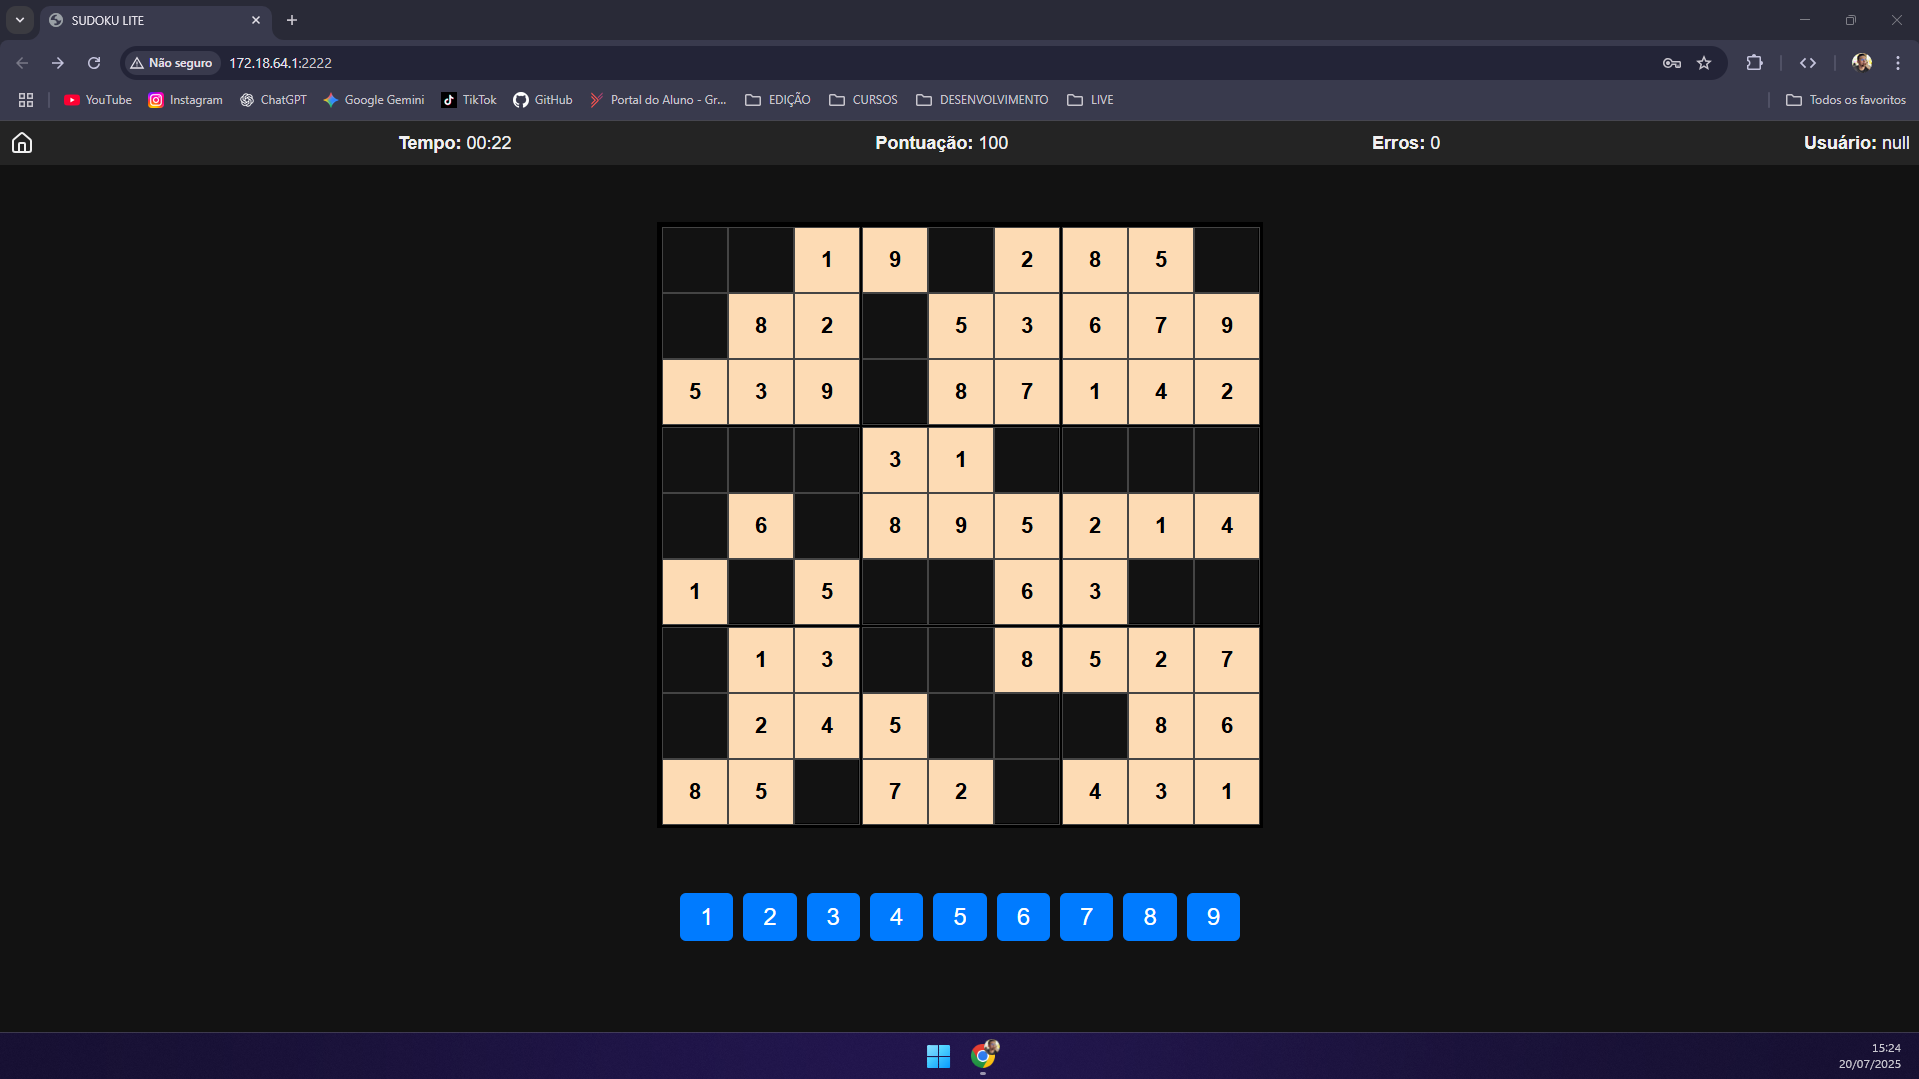 SUDOKU LITE
Não seguro 172.18.64.1:2222
YouTube Instagram ChatGPT Google Gemini TikTok GitHub Portal do Aluno - Gr... EDIÇÃO CURSOS DESENVOLVIMENTO LIVE Todos os favoritos
Tempo: 00:22 Pontuação: 100 Erros: 0 Usuário: null
1 9 2 8 5
8 2 5 3 6 7 9
5 3 9 8 7 1 4 2
3 1
6 8 9 5 2 1 4
1 5 6 3
1 3 8 5 2 7
2 4 5 8 6
8 5 7 2 4 3 1
1 2 3 4 5 6 7 8 9
15:24
20/07/2025